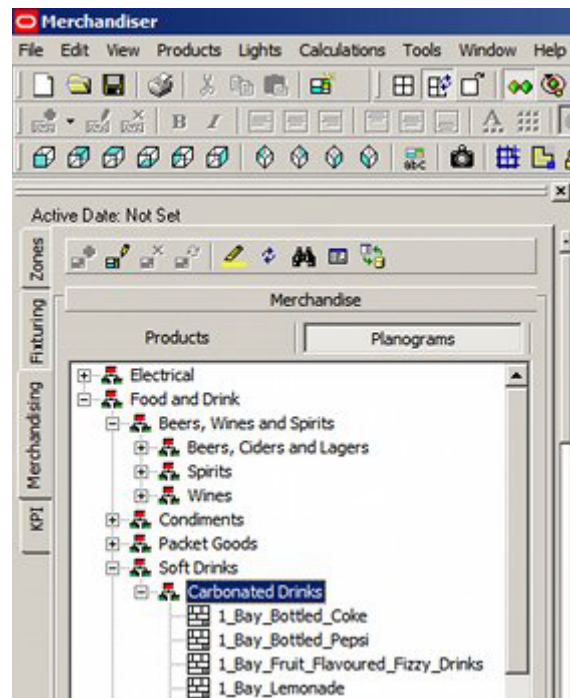 Merchandiser
File Edit View Products Lights Calculations Tools Window Help
B I A
abc
Active Date: Not Set
Zones
Fixturing
Merchandising
KPI
Merchandise
Products Planograms
Electrical
Food and Drink
Beers, Wines and Spirits
Beers, Ciders and Lagers
Spirits
Wines
Condiments
Packet Goods
Soft Drinks
Carbonated Drinks
1_Bay_Bottled_Coke
1_Bay_Bottled_Pepsi
1_Bay_Fruit_Flavoured_Fizzy_Drinks
1_Bay_Lemonade